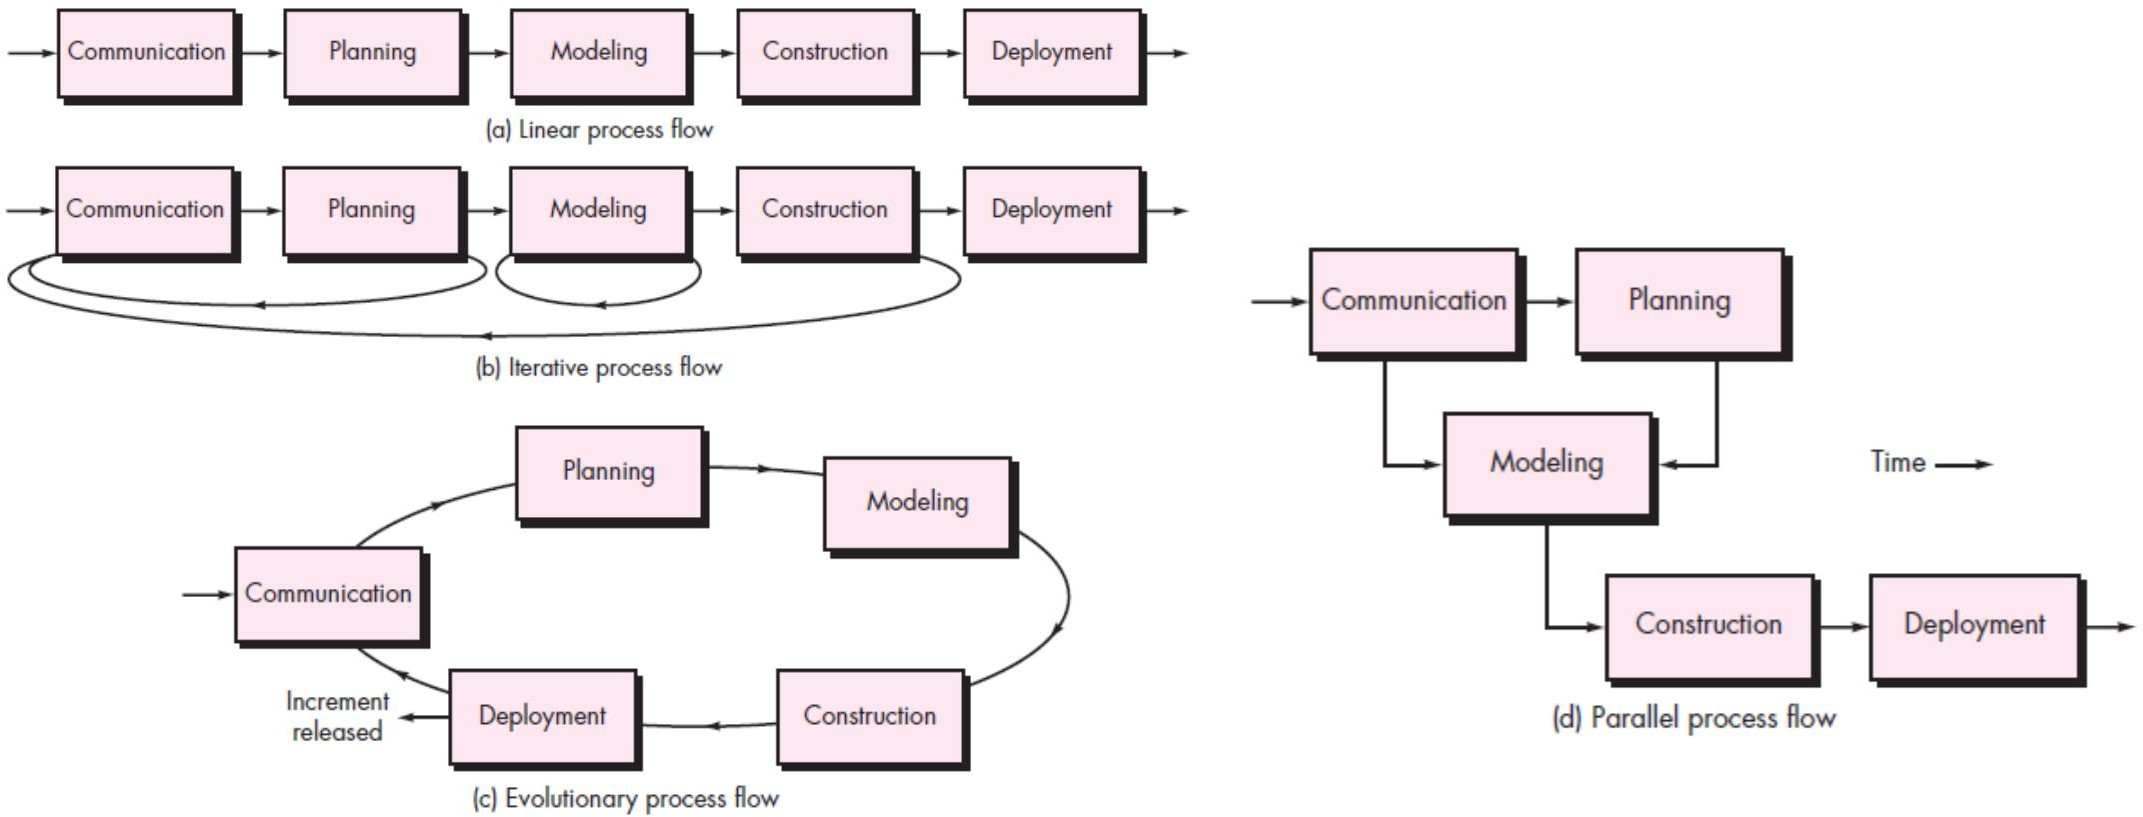 Communication
Planning
Modeling
Construction
Deployment
(a) Linear process flow
Communication
Planning
Modeling
Construction
Deployment
(b) Iterative process flow
Planning
Modeling
Communication
Increment
released
Deployment
Construction
(c) Evolutionary process flow
Communication
Planning
Modeling
Time
Construction
Deployment
(d) Parallel process flow